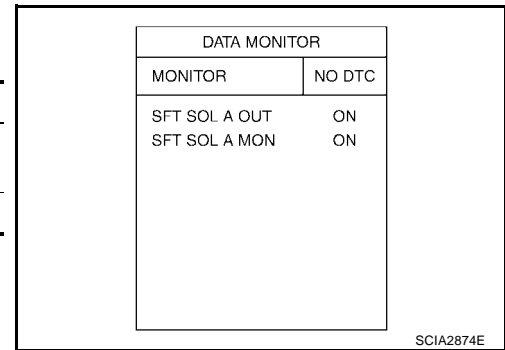 DATA MONITOR
MONITOR NO DTC
SFT SOL A OUT ON
SFT SOL A MON ON
SCIA2874E